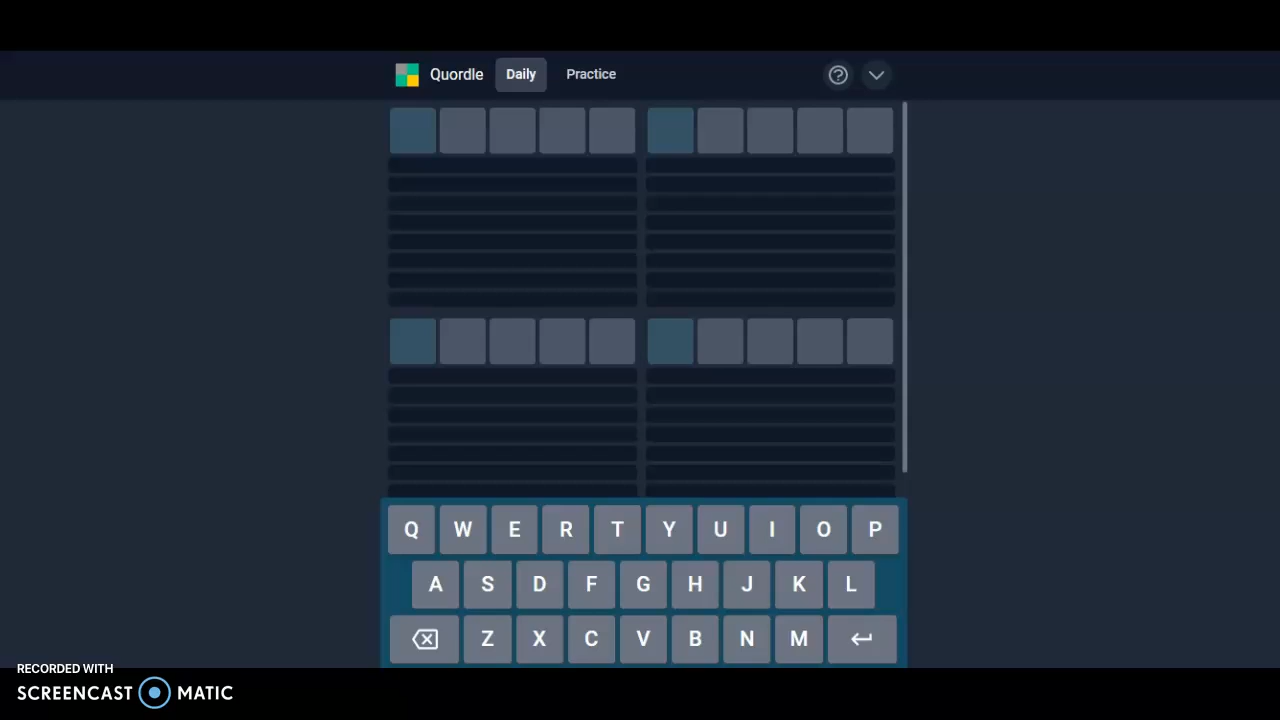 Quordle Daily Practice
Q W E R T Y U I O P
A S D F G H J K L
Z X C V B N M
RECORDED WITH
SCREENCAST MATIC